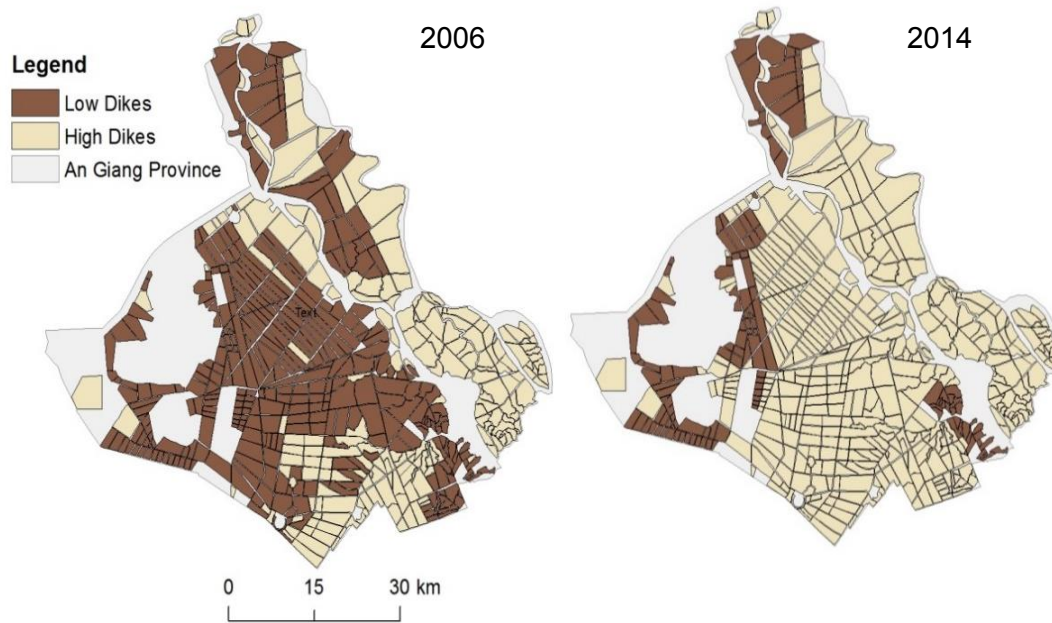 2006
2014
Legend
Low Dikes
High Dikes
An Giang Province
Text
0 15 30 km